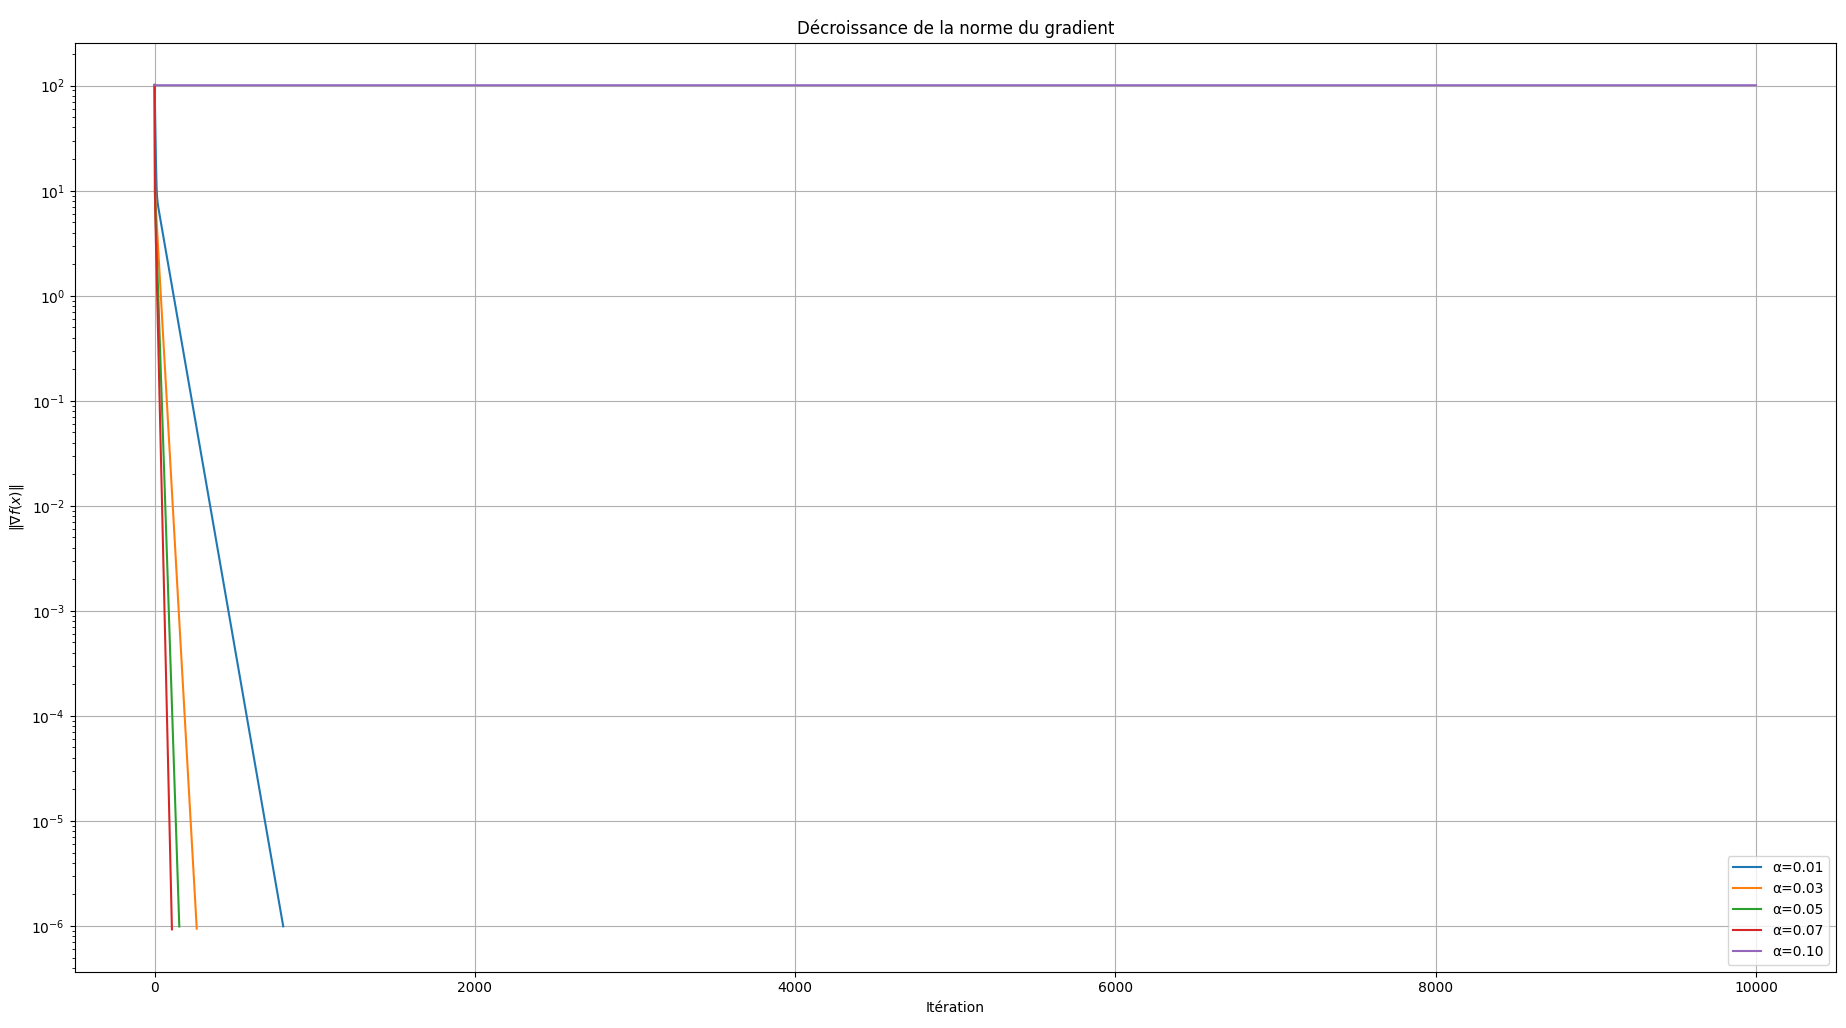 Décroissance de la norme du gradient
‖∇f(x)‖
10²
10¹
10⁰
10⁻¹
10⁻²
10⁻³
10⁻⁴
10⁻⁵
10⁻⁶
0 2000 4000 6000 8000 10000
Itération
α=0.01
α=0.03
α=0.05
α=0.07
α=0.10